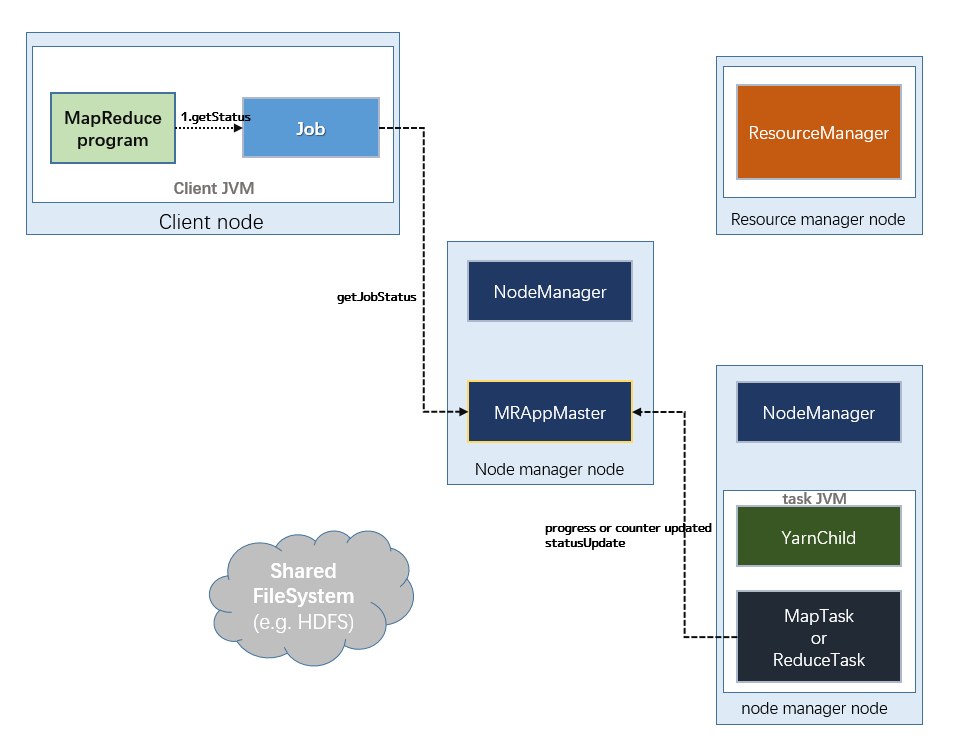 MapReduce
program
1.getStatus
Job
Client JVM
Client node
ResourceManager
Resource manager node
getJobStatus
NodeManager
MRAppMaster
Node manager node
NodeManager
task JVM
YarnChild
MapTask
or
ReduceTask
node manager node
progress or counter updated
statusUpdate
Shared
FileSystem
(e.g. HDFS)